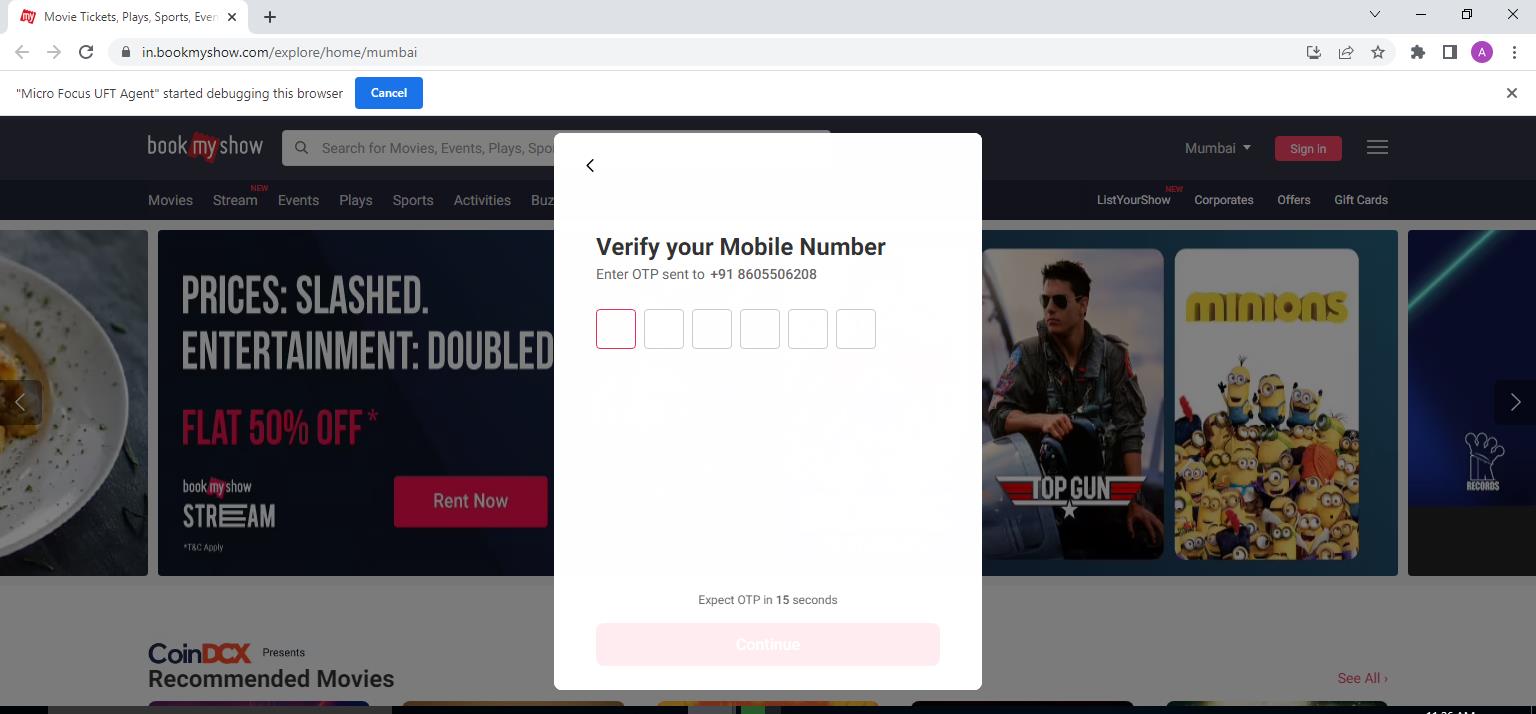 Movie Tickets, Plays, Sports, Even
in.bookmyshow.com/explore/home/mumbai
A
"Micro Focus UFT Agent" started debugging this browser
Cancel
book my show
Search for Movies, Events, Plays, Spo
Mumbai
Sign in
Movies
Stream
NEW
Events
Plays
Sports
Activities
Buz
ListYourShow
NEW
Corporates
Offers
Gift Cards
Verify your Mobile Number
Enter OTP sent to +91 8605506208
Expect OTP in 15 seconds
Continue
PRICES: SLASHED.
ENTERTAINMENT: DOUBLED
FLAT 50% OFF*
book my show
STREAM
*T&C Apply
Rent Now
TOP GUN
minions
RECORDS
CoinDCX Presents
Recommended Movies
See All ›